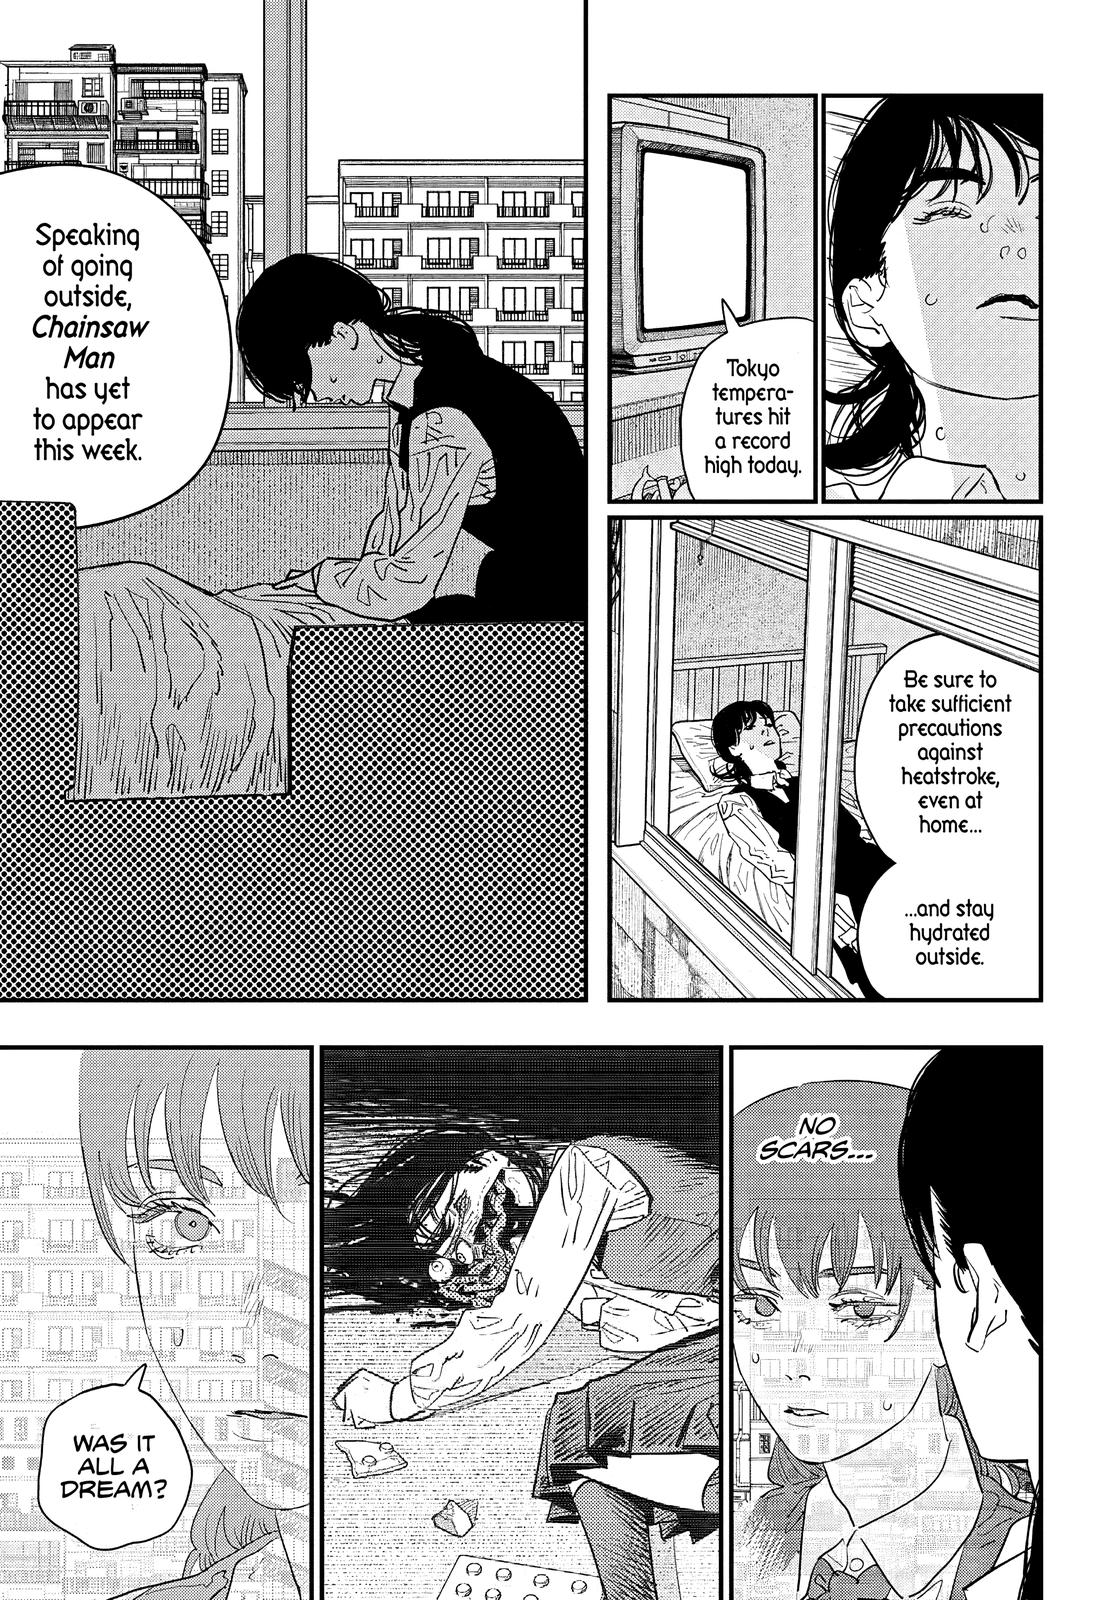 Tokyo
tempera-
tures hit
a record
high today.
Be sure to
take sufficient
precautions
against
heatstroke,
even at
home...
...and stay
hydrated
outside.
Speaking
of going
outside,
Chainsaw
Man
has yet
to appear
this week.
NO
SCARS...
WAS IT
ALL A
DREAM?